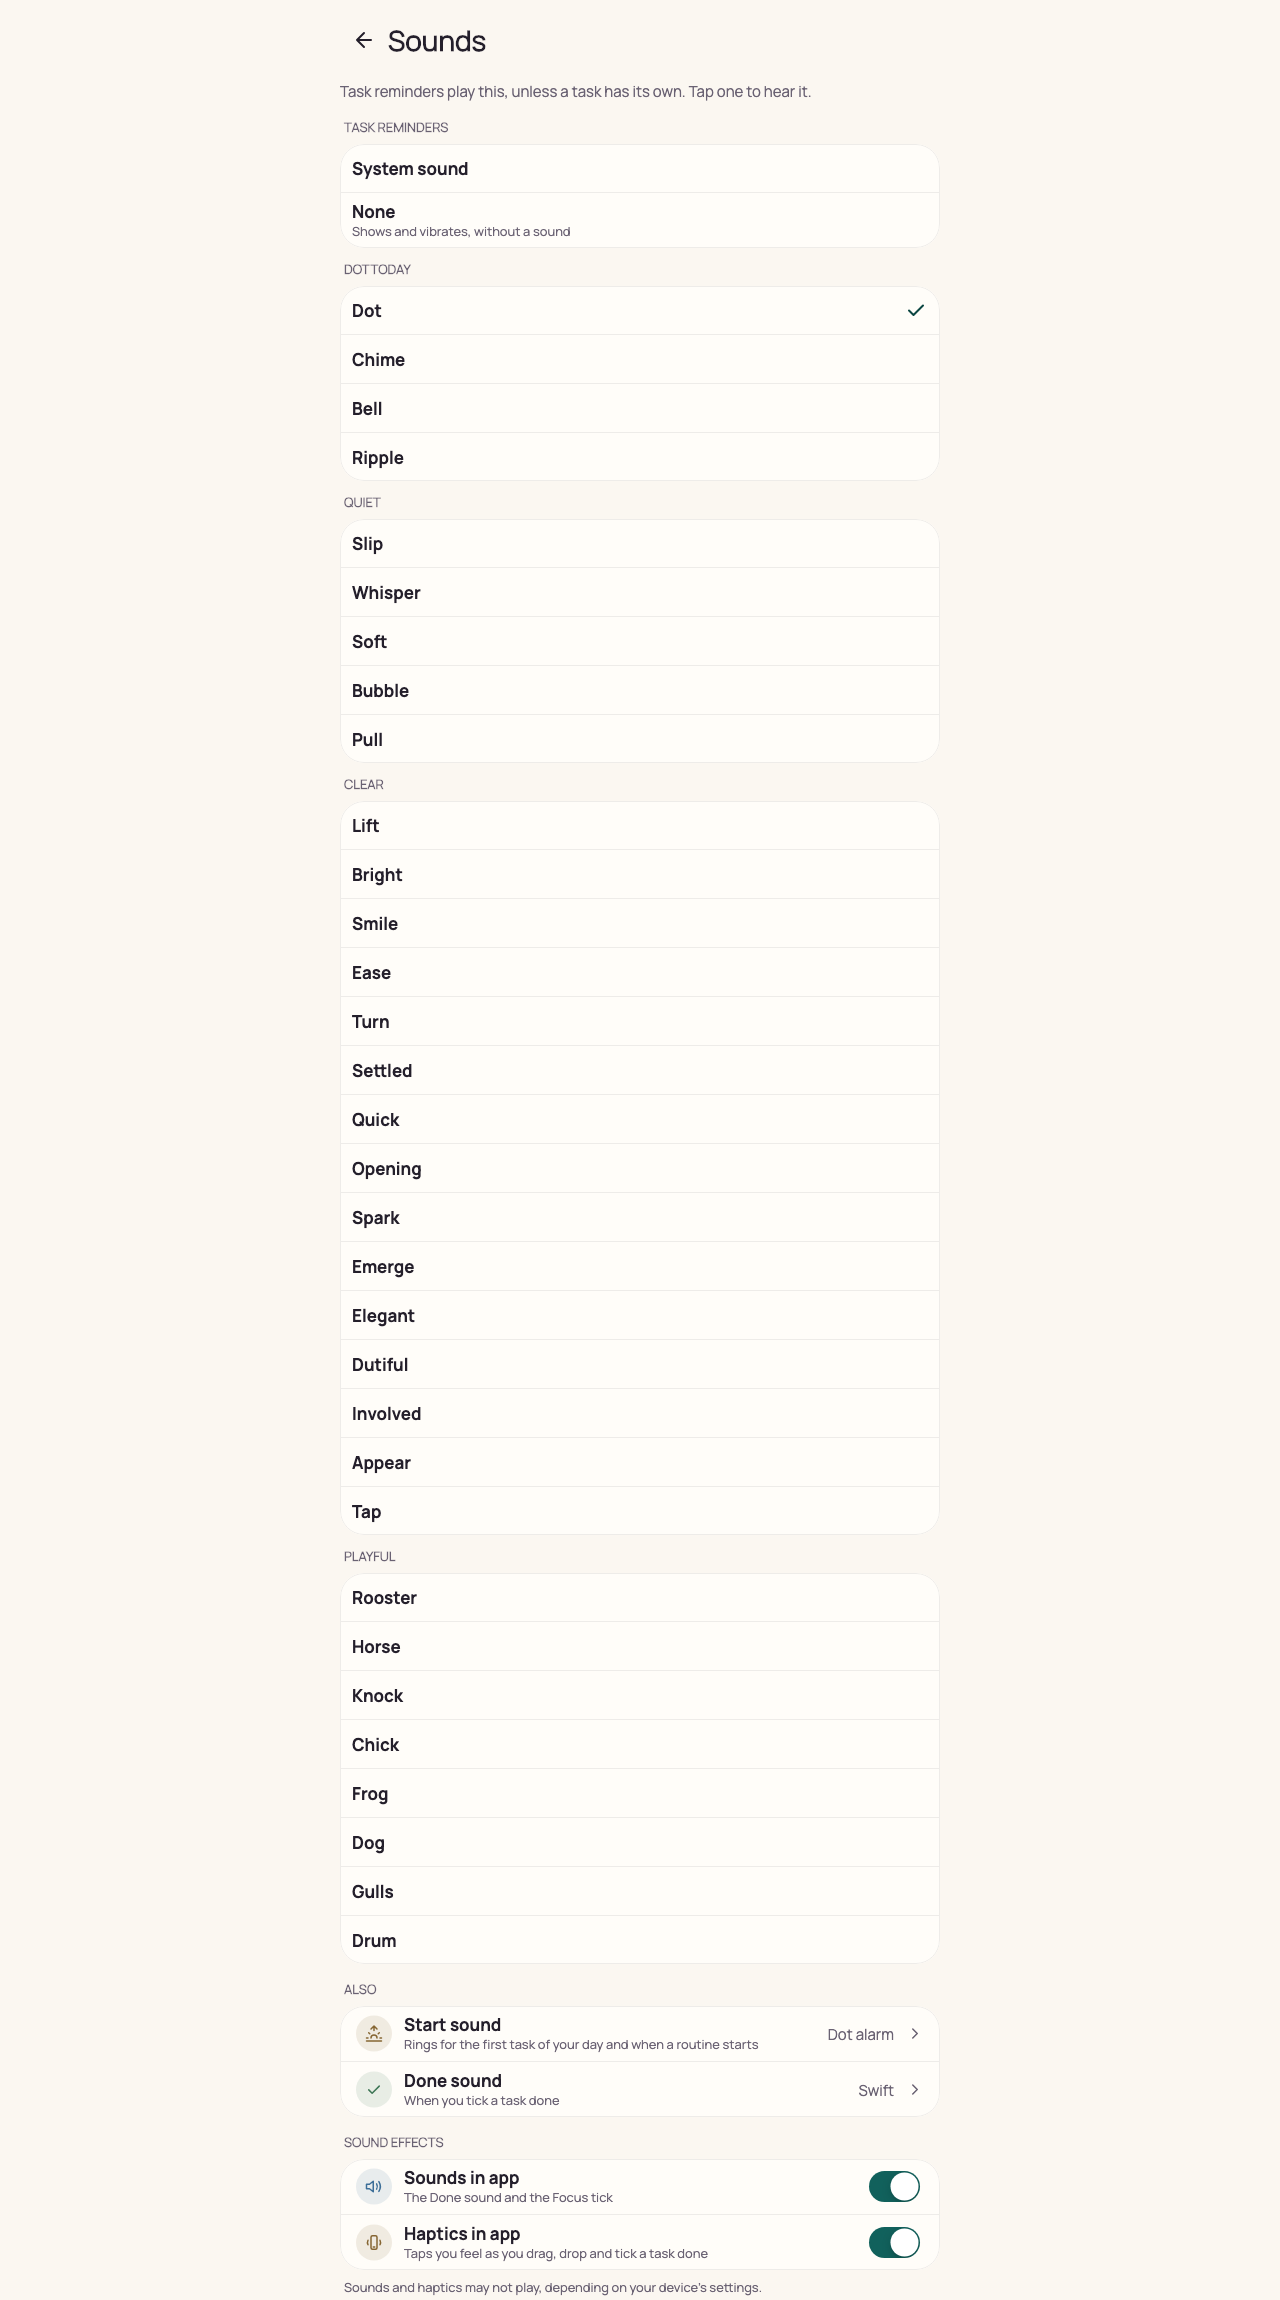 Sounds
Task reminders play this, unless a task has its own. Tap one to hear it.
TASK REMINDERS
System sound
None
Shows and vibrates, without a sound
DOTTODAY
Dot
Chime
Bell
Ripple
QUIET
Slip
Whisper
Soft
Bubble
Pull
CLEAR
Lift
Bright
Smile
Ease
Turn
Settled
Quick
Opening
Spark
Emerge
Elegant
Dutiful
Involved
Appear
Tap
PLAYFUL
Rooster
Horse
Knock
Chick
Frog
Dog
Gulls
Drum
ALSO
Start sound
Rings for the first task of your day and when a routine starts
Dot alarm
Done sound
When you tick a task done
Swift
SOUND EFFECTS
Sounds in app
The Done sound and the Focus tick
Haptics in app
Taps you feel as you drag, drop and tick a task done
Sounds and haptics may not play, depending on your device's settings.